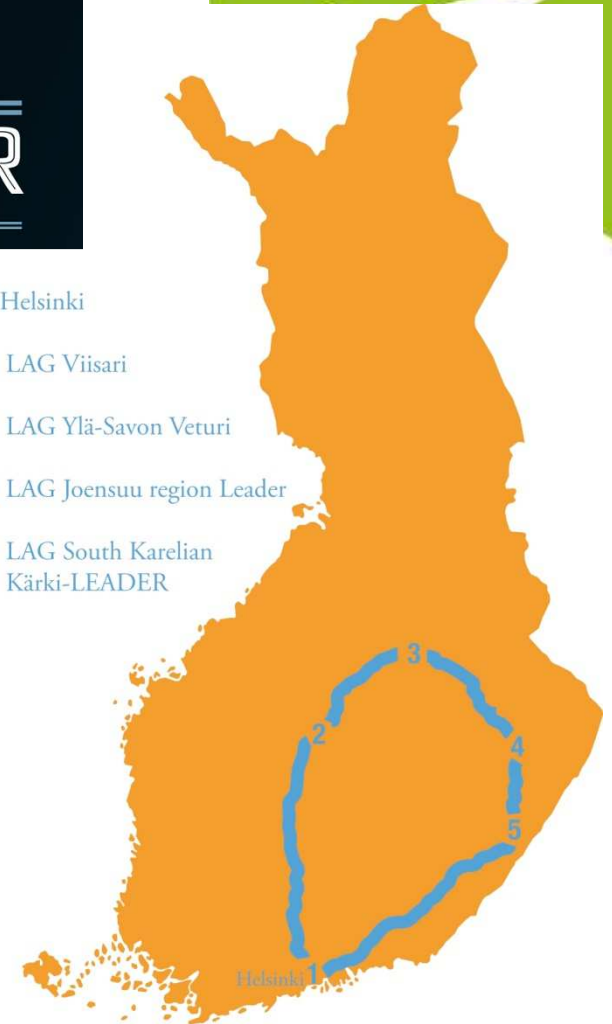 R
Helsinki
LAG Viisari
LAG Ylä-Savon Veturi
LAG Joensuu region Leader
LAG South Karelian
Kärki-LEADER
3
2
4
5
Helsinki 1